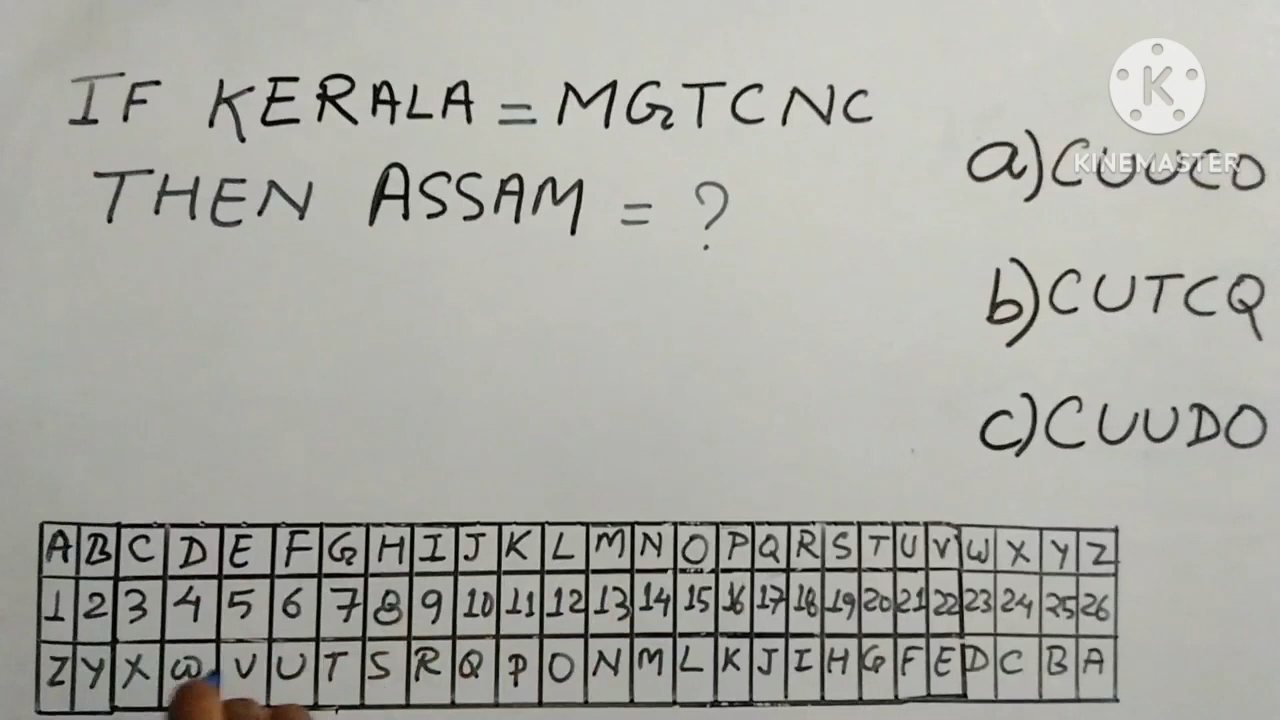 IF KERALA = MGTCNC
THEN ASSAM = ?
K
KINEMASTER
a) CUUCO
b) CUTCQ
c) CUUDO
A B C D E F G H I J K L M N O P Q R S T U V W X Y Z
1 2 3 4 5 6 7 8 9 10 11 12 13 14 15 16 17 18 19 20 21 22 23 24 25 26
Z Y X W V U T S R Q P O N M L K J I H G F E D C B A